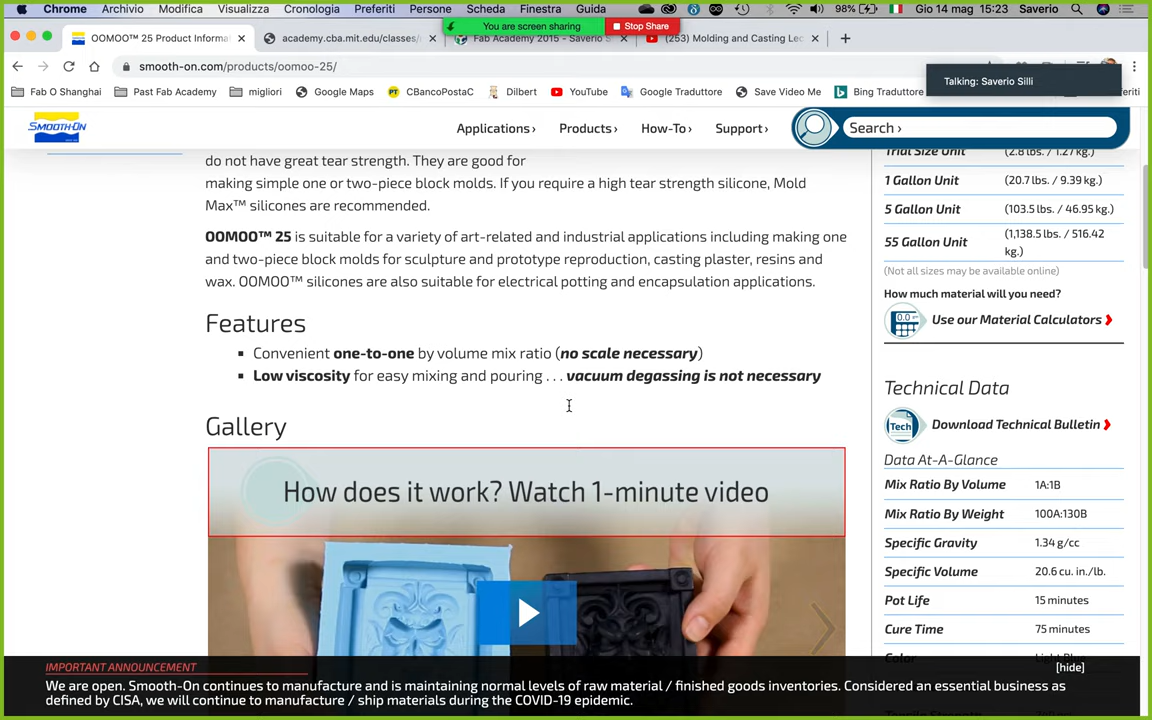 Chrome Archivio Modifica Visualizza Cronologia Preferiti Persone Scheda Finestra Guida 98% Gio 14 mag 15:23 Saverio
You are screen sharing Stop Share
OOMOO™ 25 Product Informa academy.cba.mit.edu/classes/ Fab Academy 2015 - Saverio S (253) Molding and Casting Lec
smooth-on.com/products/oomoo-25/
Talking: Saverio Silli
Fab O Shanghai Past Fab Academy migliori Google Maps CBancoPostaC Dilbert YouTube Google Traduttore Save Video Me Bing Traduttore
SMOOTH-ON Applications› Products› How-To› Support› Search ›
do not have great tear strength. They are good for
making simple one or two-piece block molds. If you require a high tear strength silicone, Mold
Max™ silicones are recommended.
OOMOO™ 25 is suitable for a variety of art-related and industrial applications including making one
and two-piece block molds for sculpture and prototype reproduction, casting plaster, resins and
wax. OOMOO™ silicones are also suitable for electrical potting and encapsulation applications.
Features
Convenient one-to-one by volume mix ratio (no scale necessary)
Low viscosity for easy mixing and pouring . . . vacuum degassing is not necessary
Gallery
How does it work? Watch 1-minute video
Trial Size Unit (2.8 lbs. / 1.27 kg.)
1 Gallon Unit (20.7 lbs. / 9.39 kg.)
5 Gallon Unit (103.5 lbs. / 46.95 kg.)
55 Gallon Unit (1,138.5 lbs. / 516.42
kg.)
(Not all sizes may be available online)
How much material will you need?
0.0 Use our Material Calculators
Technical Data
Tech Download Technical Bulletin
Data At-A-Glance
Mix Ratio By Volume 1A:1B
Mix Ratio By Weight 100A:130B
Specific Gravity 1.34 g/cc
Specific Volume 20.6 cu. in./lb.
Pot Life 15 minutes
Cure Time 75 minutes
Color Light Blue
IMPORTANT ANNOUNCEMENT [hide]
We are open. Smooth-On continues to manufacture and is maintaining normal levels of raw material / finished goods inventories. Considered an essential business as
defined by CISA, we will continue to manufacture / ship materials during the COVID-19 epidemic.